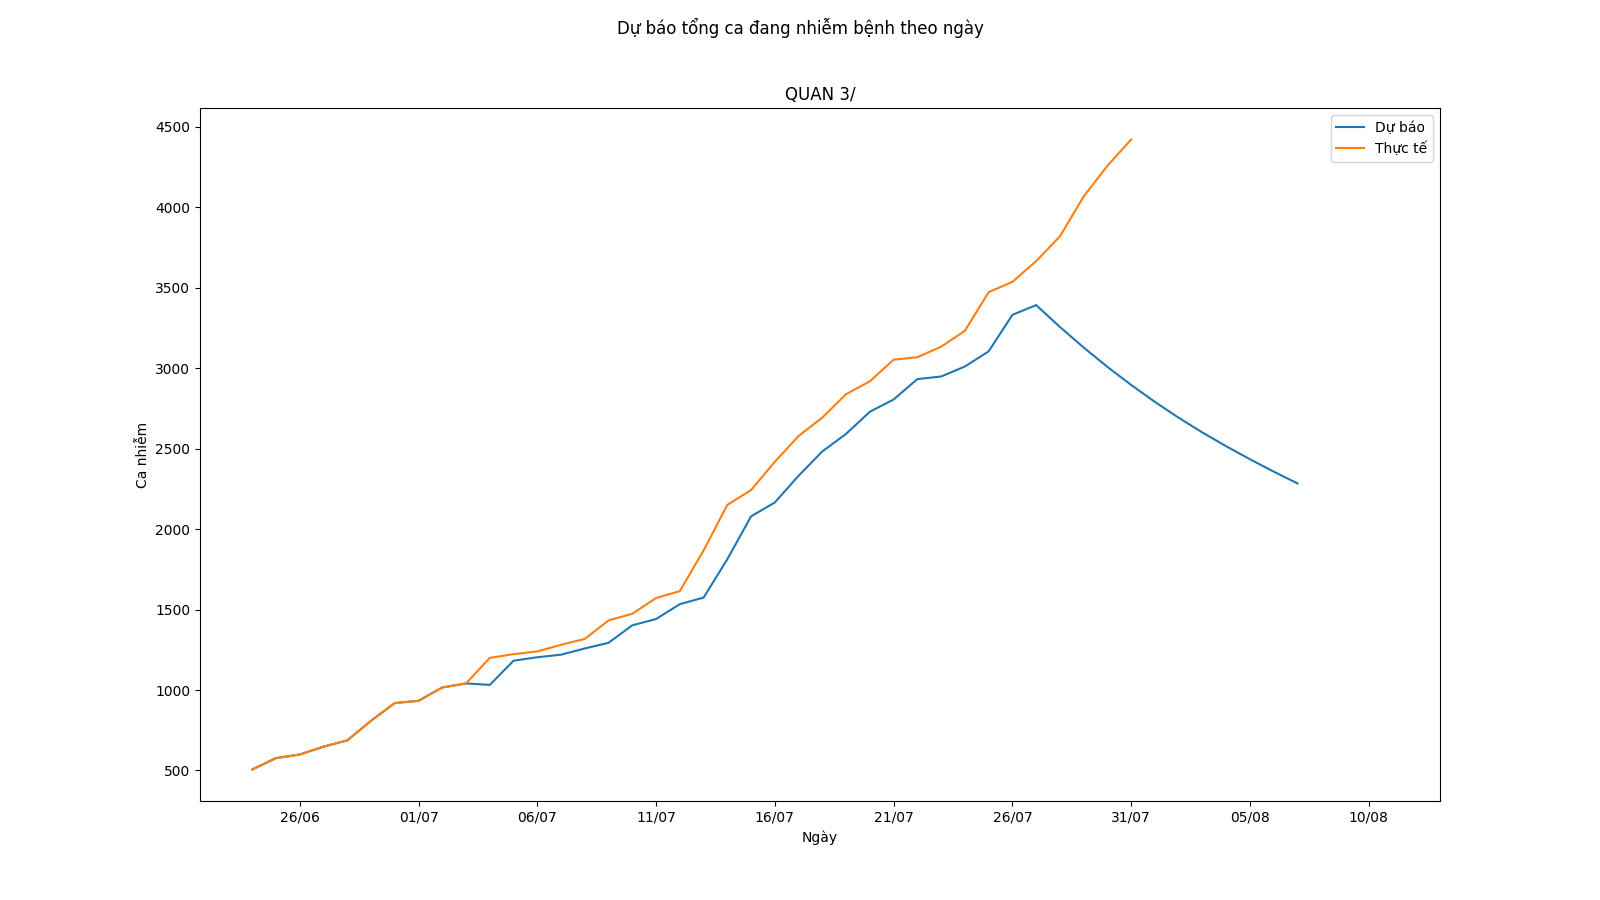 Dự báo tổng ca đang nhiễm bệnh theo ngày
QUAN 3/
Dự báo
Thực tế
4500
4000
3500
3000
2500
2000
1500
1000
500
Ca nhiễm
26/06 01/07 06/07 11/07 16/07 21/07 26/07 31/07 05/08 10/08
Ngày